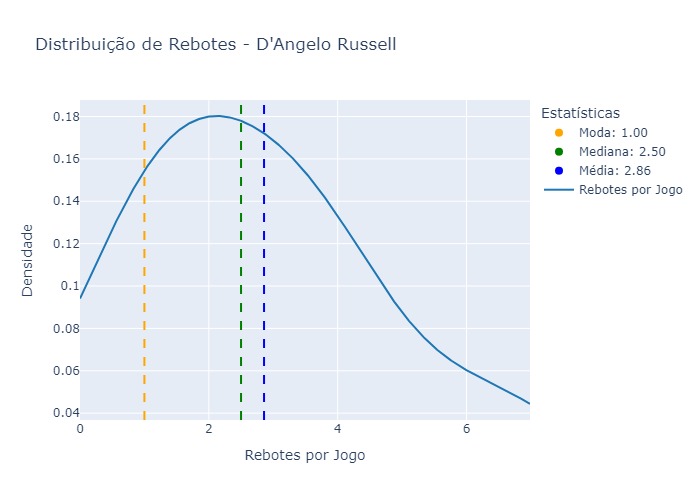 Distribuição de Rebotes - D'Angelo Russell
Estatísticas
Moda: 1.00
Mediana: 2.50
Média: 2.86
Rebotes por Jogo
Densidade
0.18
0.16
0.14
0.12
0.1
0.08
0.06
0.04
0
2
4
6
Rebotes por Jogo